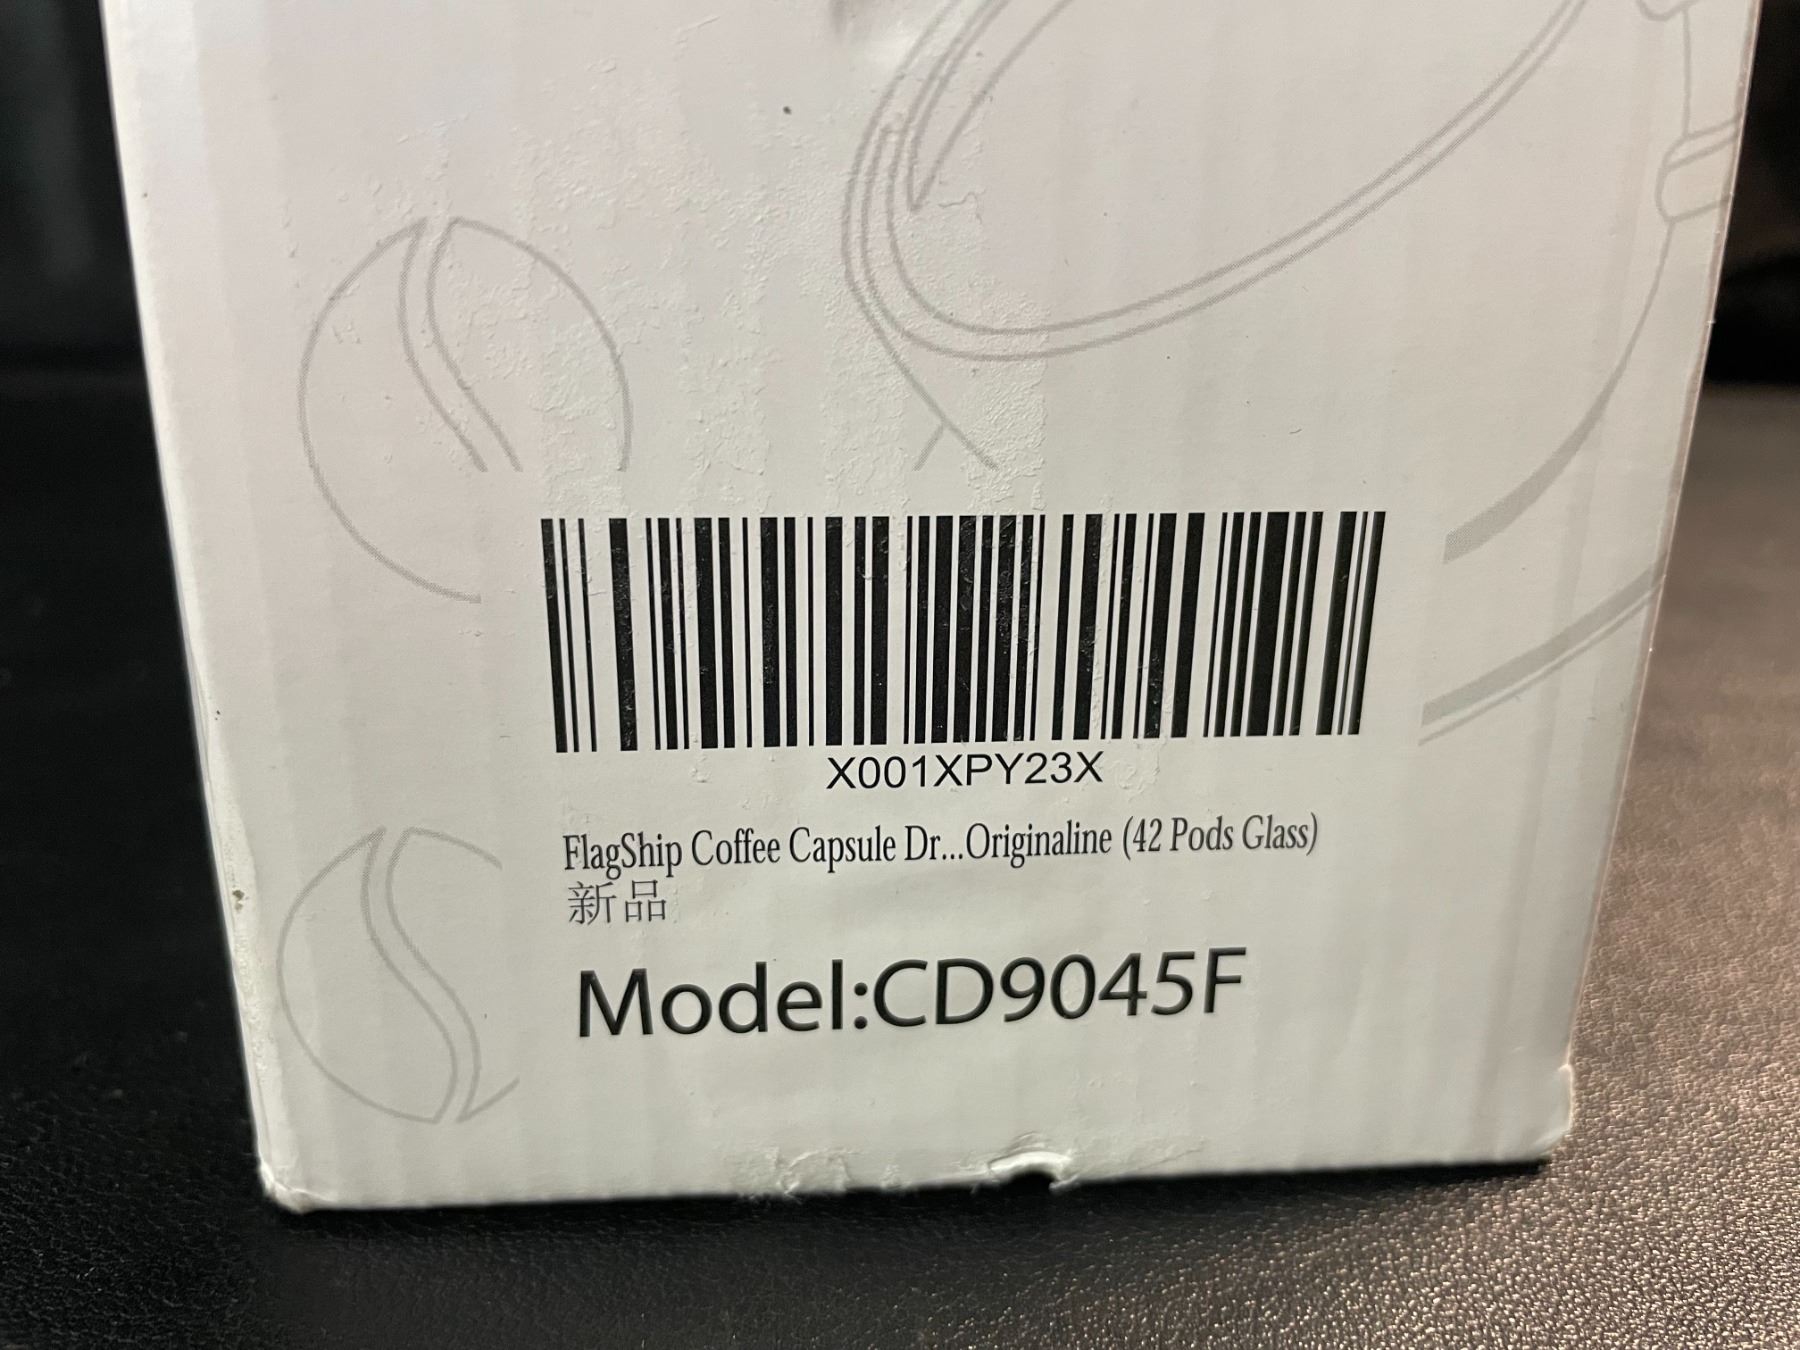 X001XPY23X
FlagShip Coffee Capsule Dr...Originaline (42 Pods Glass)
新品
Model:CD9045F